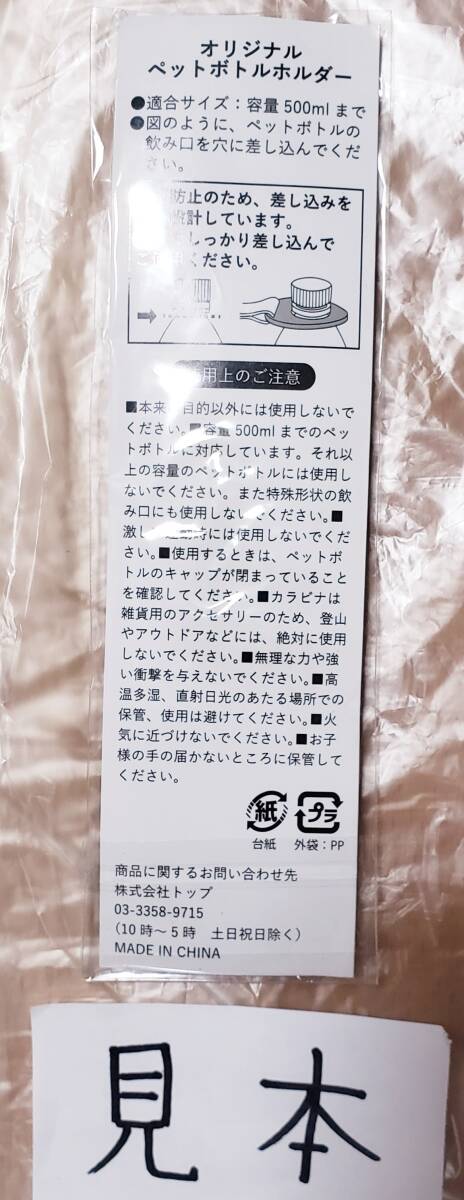 オリジナル
ペットボトルホルダー
●適合サイズ：容量500mlまで
●図のように、ペットボトルの
飲み口を穴に差し込んでくだ
さい。
防止のため、差し込みを
設計しています。
しっかり差し込んで
ください。
使用上のご注意
■本来 目的以外には使用しないで
ください。■容量500mlまでのペッ
トボトルに対応しています。それ以
上の容量のペットボトルには使用し
ないでください。また特殊形状の飲
み口にも使用しないでください。■
激し 運動時には使用しないでくだ
さい。■使用するときは、ペットボ
トルのキャップが閉まっていること
を確認してください。■カラビナは
雑貨用のアクセサリーのため、登山
やアウトドアなどには、絶対に使用
しないでください。■無理な力や強
い衝撃を与えないでください。■高
温多湿、直射日光のあたる場所での
保管、使用は避けてください。■火
気に近づけないでください。■お子
様の手の届かないところに保管して
ください。
紙 プラ
台紙 外袋：PP
商品に関するお問い合わせ先
株式会社トップ
03-3358-9715
（10時〜5時 土日祝日除く）
MADE IN CHINA
見本